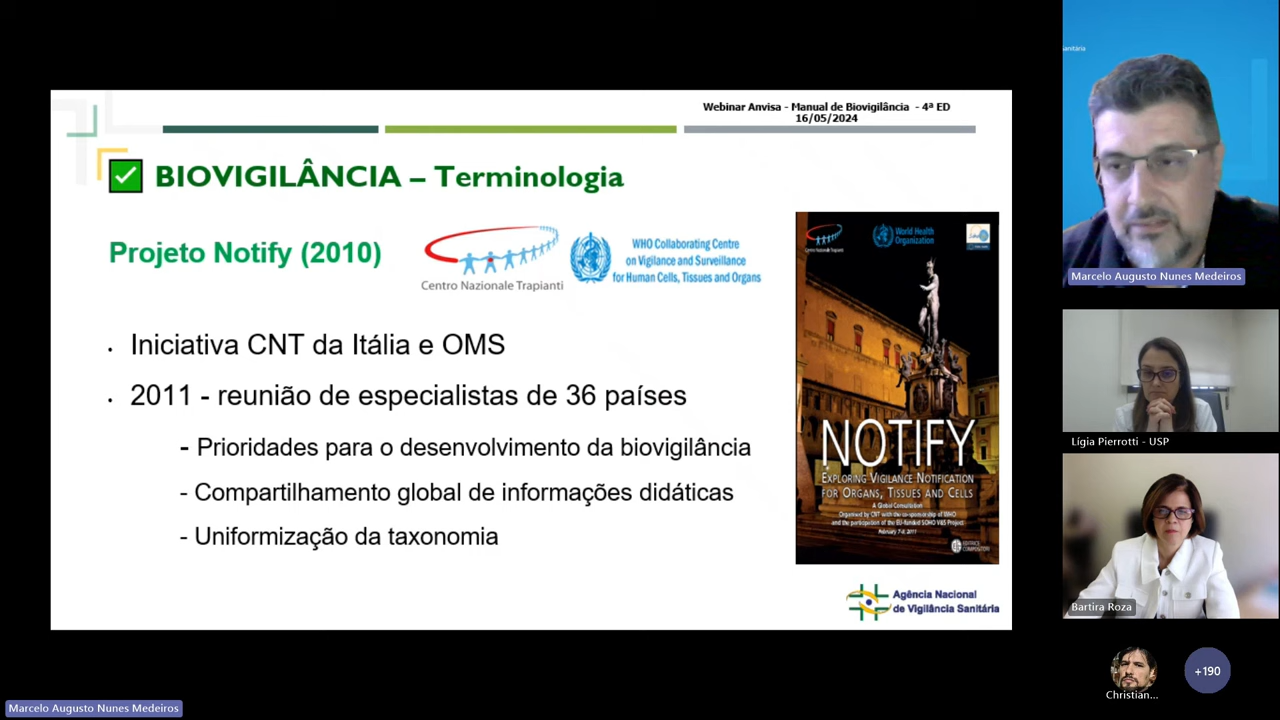 Webinar Anvisa - Manual de Biovigilância - 4ª ED
16/05/2024
BIOVIGILÂNCIA – Terminologia
Projeto Notify (2010)
Centro Nazionale Trapianti
WHO Collaborating Centre
on Vigilance and Surveillance
for Human Cells, Tissues and Organs
Iniciativa CNT da Itália e OMS
2011 - reunião de especialistas de 36 países
- Prioridades para o desenvolvimento da biovigilância
- Compartilhamento global de informações didáticas
- Uniformização da taxonomia
World Health
Organization
NOTIFY
EXPLORING VIGILANCE NOTIFICATION
FOR ORGANS, TISSUES AND CELLS
A Global Consultation
Organised by CNT with the co-sponsorship of WHO
and the participation of the EU-funded SOHO V&S Project
February 7-9, 2011
EDITRICE
COMPOSITORI
Agência Nacional
de Vigilância Sanitária
anitária
Marcelo Augusto Nunes Medeiros
Lígia Pierrotti - USP
Bartira Roza
Christian...
+190
Marcelo Augusto Nunes Medeiros